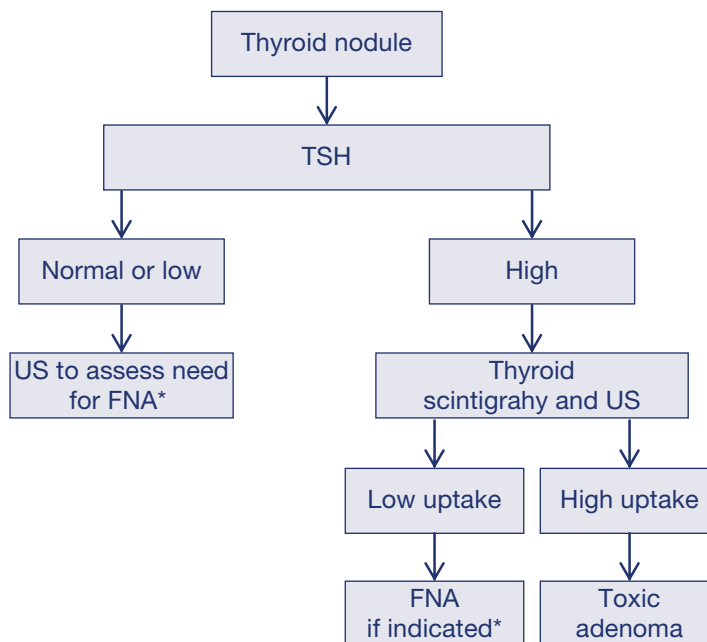 Thyroid nodule
TSH
Normal or low
High
US to assess need
for FNA*
Thyroid
scintigrahy and US
Low uptake
High uptake
FNA
if indicated*
Toxic
adenoma